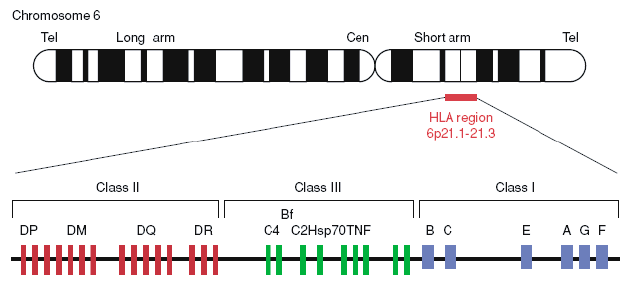 Chromosome 6
Tel Long arm Cen Short arm Tel
HLA region
6p21.1-21.3
Class II Class III Class I
Bf
DP DM DQ DR C4 C2Hsp70TNF B C E A G F